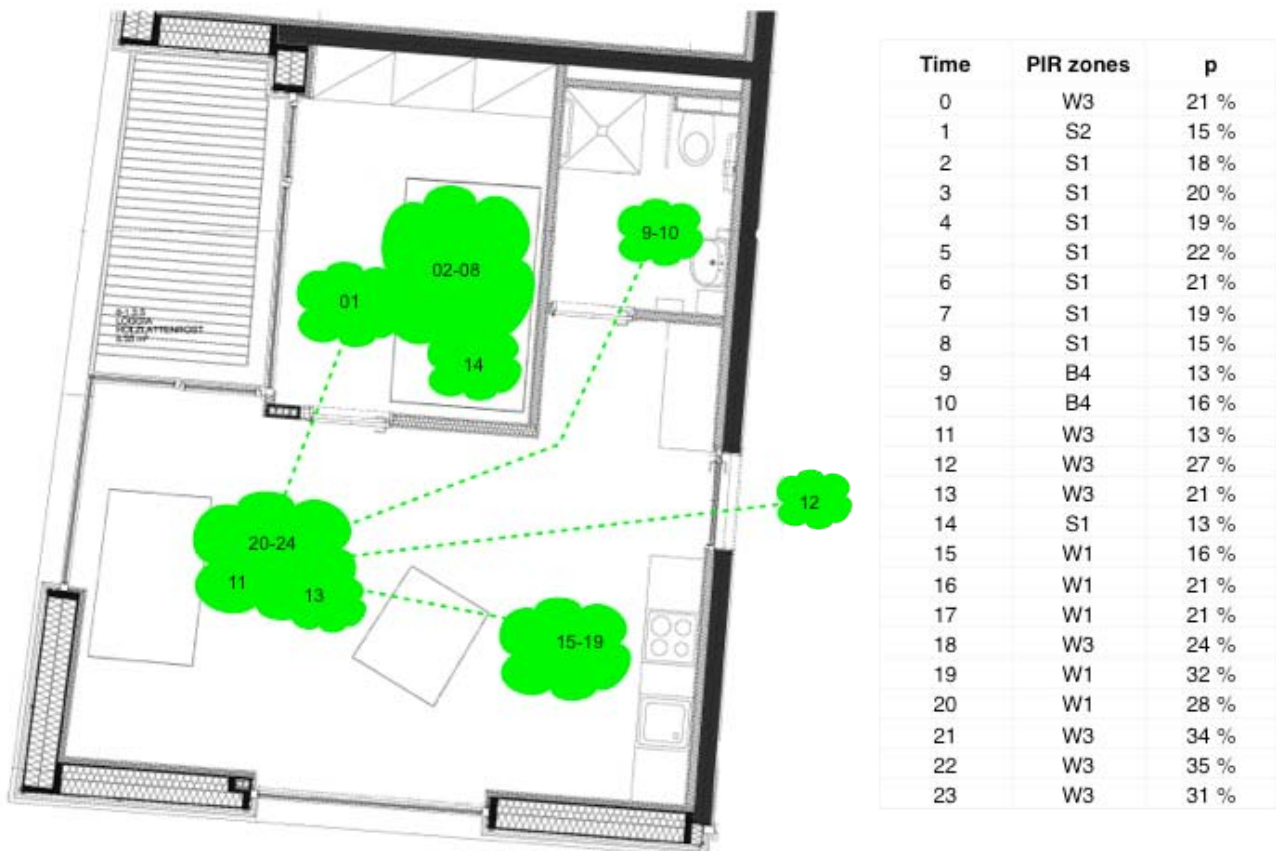 9-10
02-08
01
LOGGIA
HOLZLATTENROST
14
12
20-24
11
13
15-19
Time PIR zones p
0 W3 21 %
1 S2 15 %
2 S1 18 %
3 S1 20 %
4 S1 19 %
5 S1 22 %
6 S1 21 %
7 S1 19 %
8 S1 15 %
9 B4 13 %
10 B4 16 %
11 W3 13 %
12 W3 27 %
13 W3 21 %
14 S1 13 %
15 W1 16 %
16 W1 21 %
17 W1 21 %
18 W3 24 %
19 W1 32 %
20 W1 28 %
21 W3 34 %
22 W3 35 %
23 W3 31 %